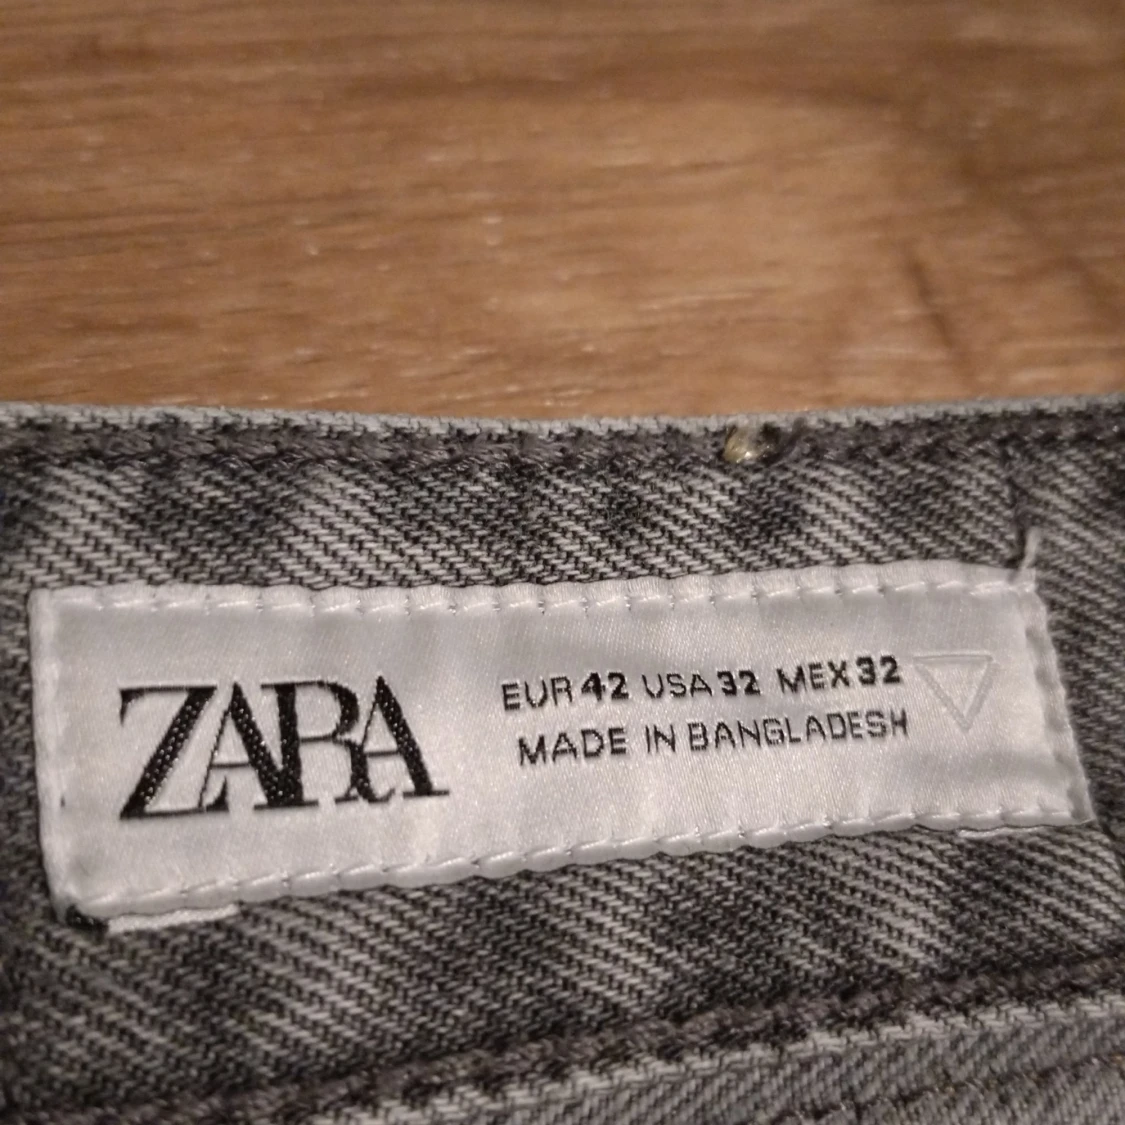 ZARA
EUR 42 USA 32 MEX 32
MADE IN BANGLADESH